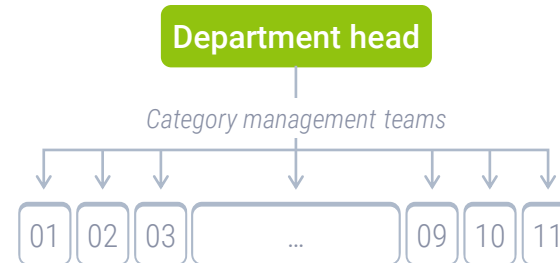 Department head
Category management teams
01 02 03 ... 09 10 11